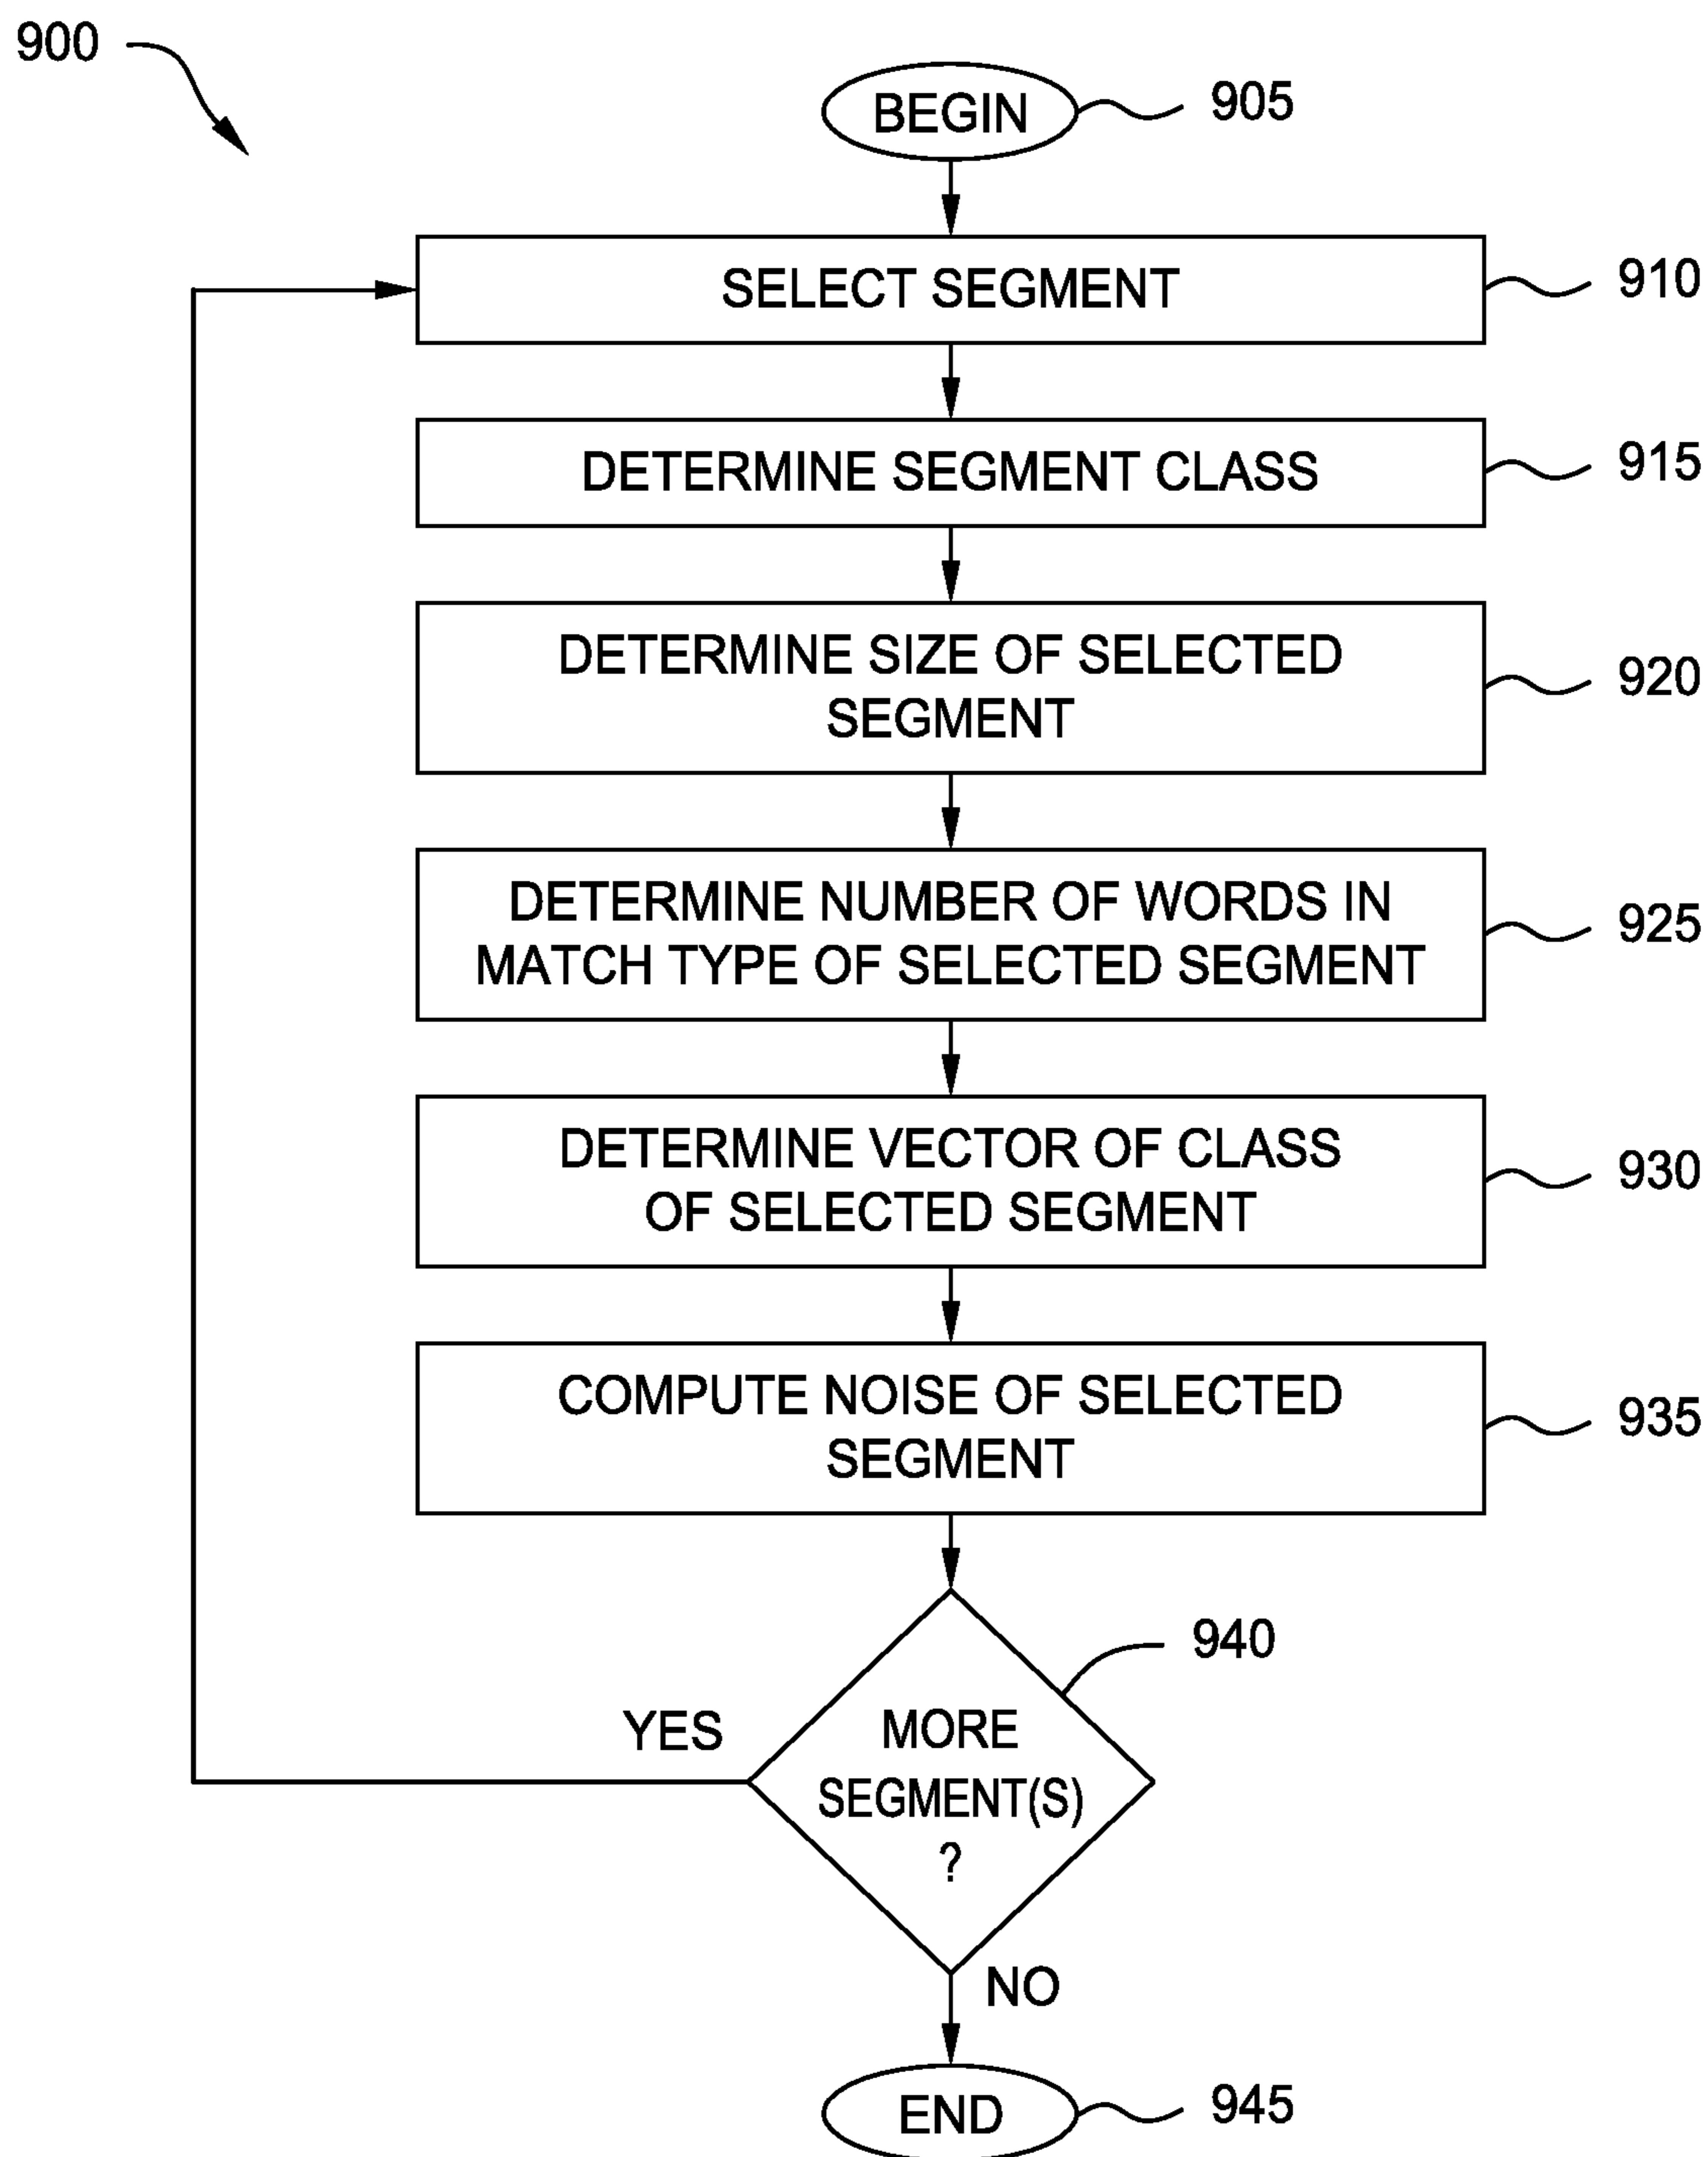 900
BEGIN
905
SELECT SEGMENT
910
DETERMINE SEGMENT CLASS
915
DETERMINE SIZE OF SELECTED
SEGMENT
920
DETERMINE NUMBER OF WORDS IN
MATCH TYPE OF SELECTED SEGMENT
925
DETERMINE VECTOR OF CLASS
OF SELECTED SEGMENT
930
COMPUTE NOISE OF SELECTED
SEGMENT
935
940
YES
MORE
SEGMENT(S)
?
NO
END
945